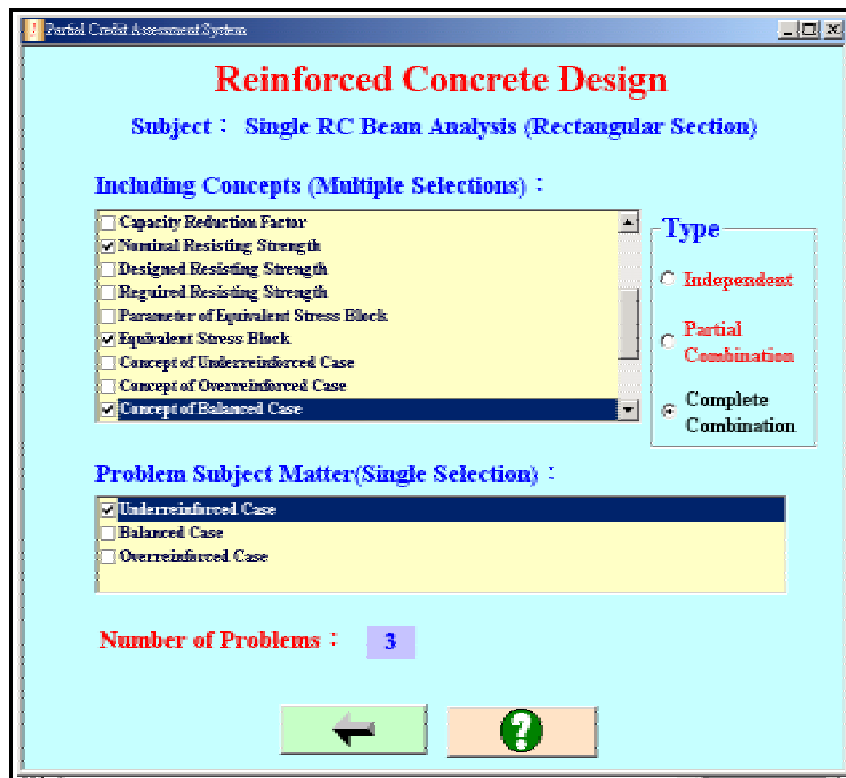 Partial Credit Assessment System
Reinforced Concrete Design
Subject： Single RC Beam Analysis (Rectangular Section)
Including Concepts (Multiple Selections)：
Capacity Reduction Factor
Nominal Resisting Strength
Designed Resisting Strength
Required Resisting Strength
Parameter of Equivalent Stress Block
Equivalent Stress Block
Concept of Underreinforced Case
Concept of Overreinforced Case
Concept of Balanced Case
Type
Independent
Partial
Combination
Complete
Combination
Problem Subject Matter(Single Selection)：
Underreinforced Case
Balanced Case
Overreinforced Case
Number of Problems： 3
?